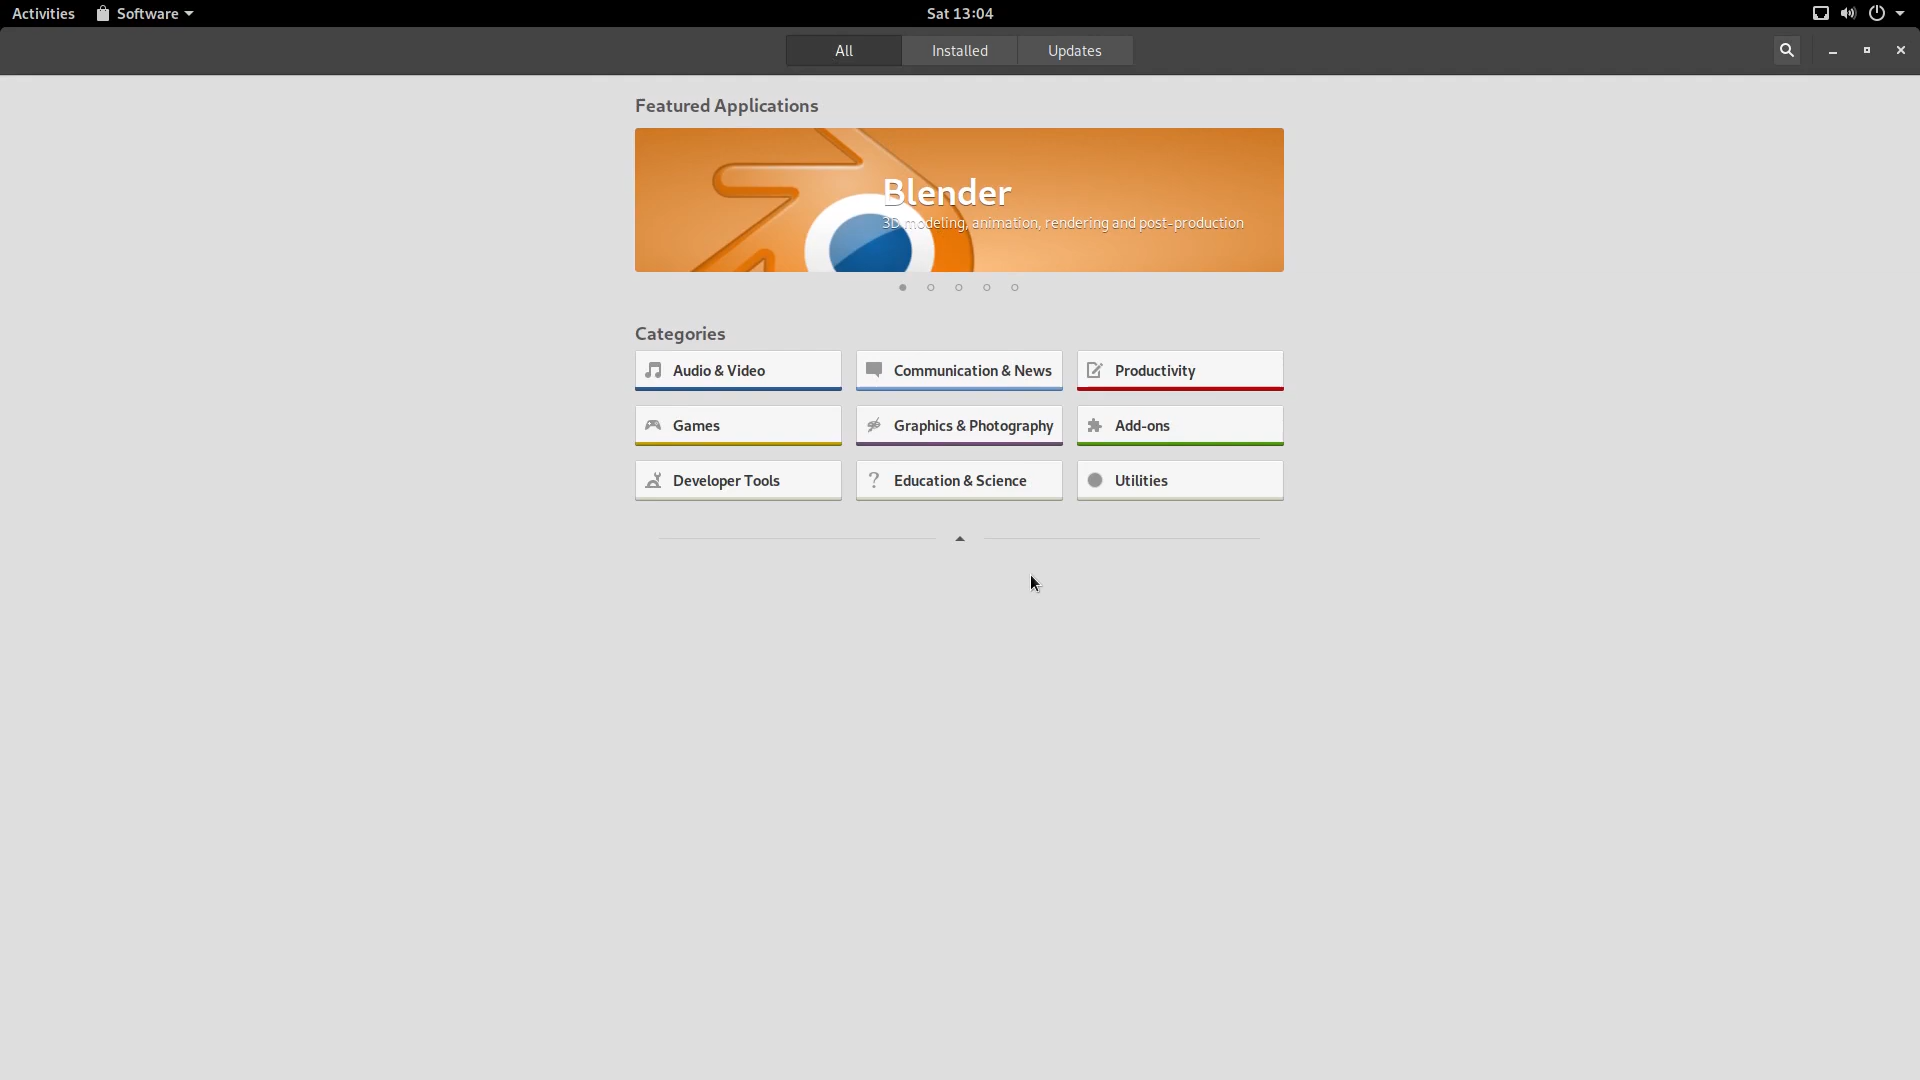 Activities Software Sat 13:04
All Installed Updates
Featured Applications
Blender
3D modeling, animation, rendering and post-production
Categories
Audio & Video Communication & News Productivity
Games Graphics & Photography Add-ons
Developer Tools Education & Science Utilities